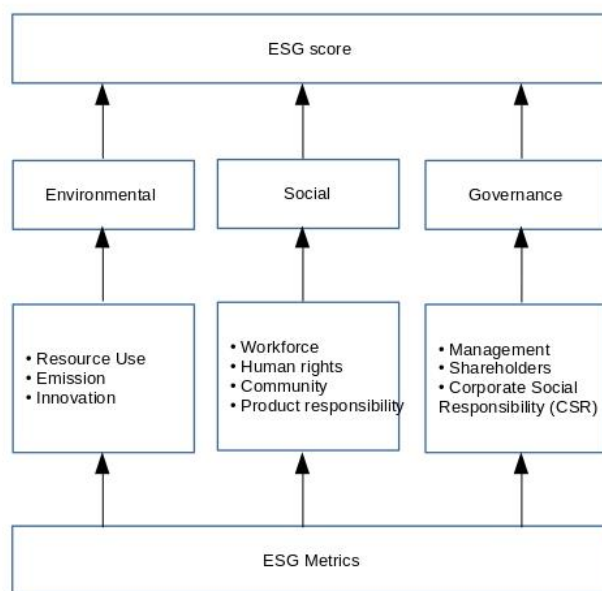 ESG score
Environmental
Social
Governance
• Resource Use
• Emission
• Innovation
• Workforce
• Human rights
• Community
• Product responsibility
• Management
• Shareholders
• Corporate Social
Responsibility (CSR)
ESG Metrics